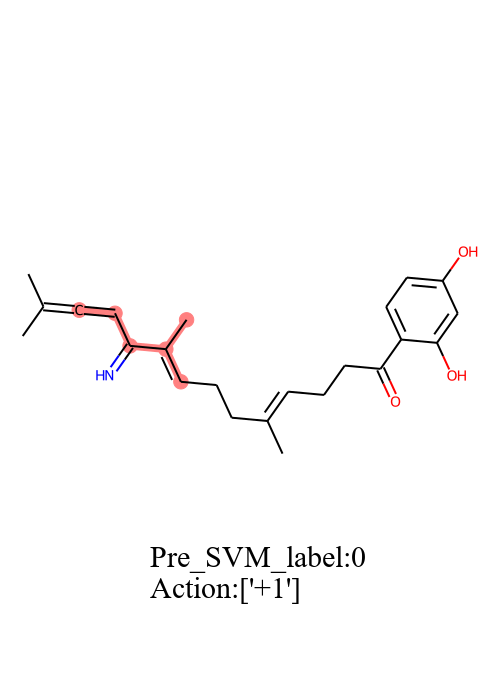 OH
C
HN
OH
O
Pre_SVM_label:0
Action:['+1']